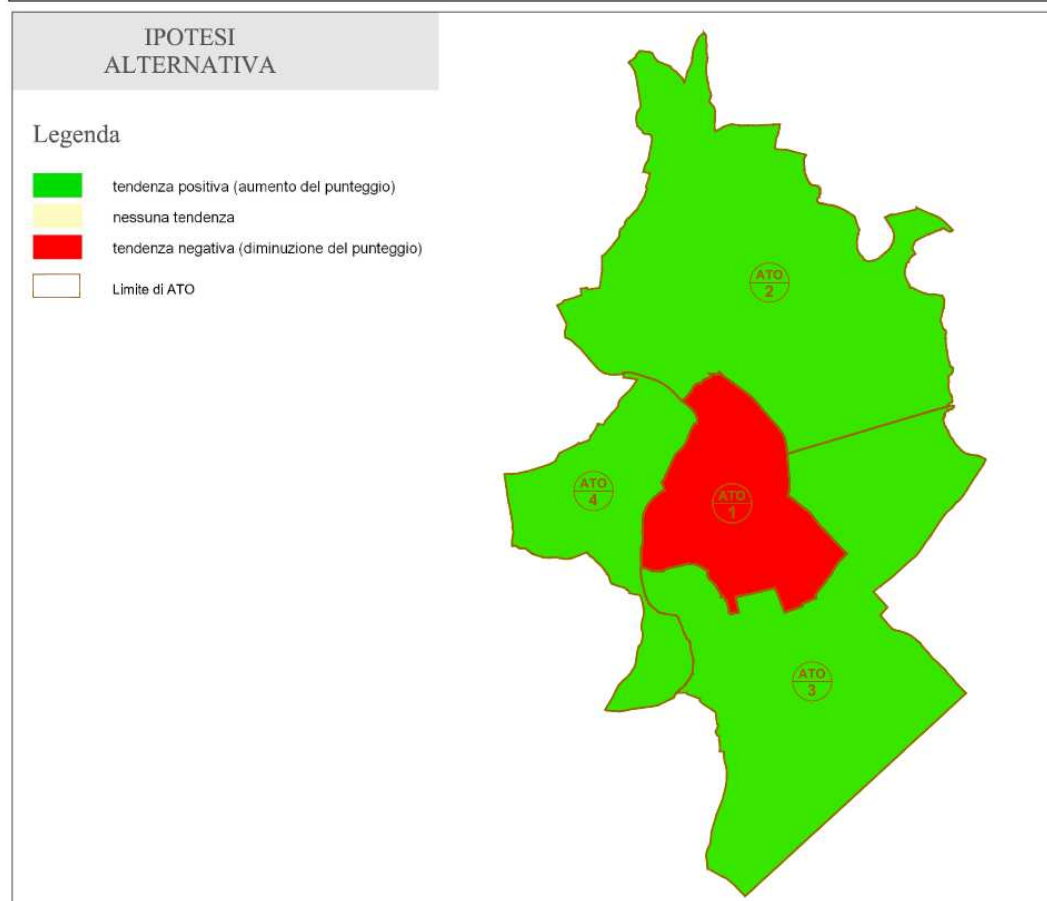 IPOTESI
ALTERNATIVA
Legenda
tendenza positiva (aumento del punteggio)
nessuna tendenza
tendenza negativa (diminuzione del punteggio)
Limite di ATO
ATO
2
ATO
4
ATO
1
ATO
3